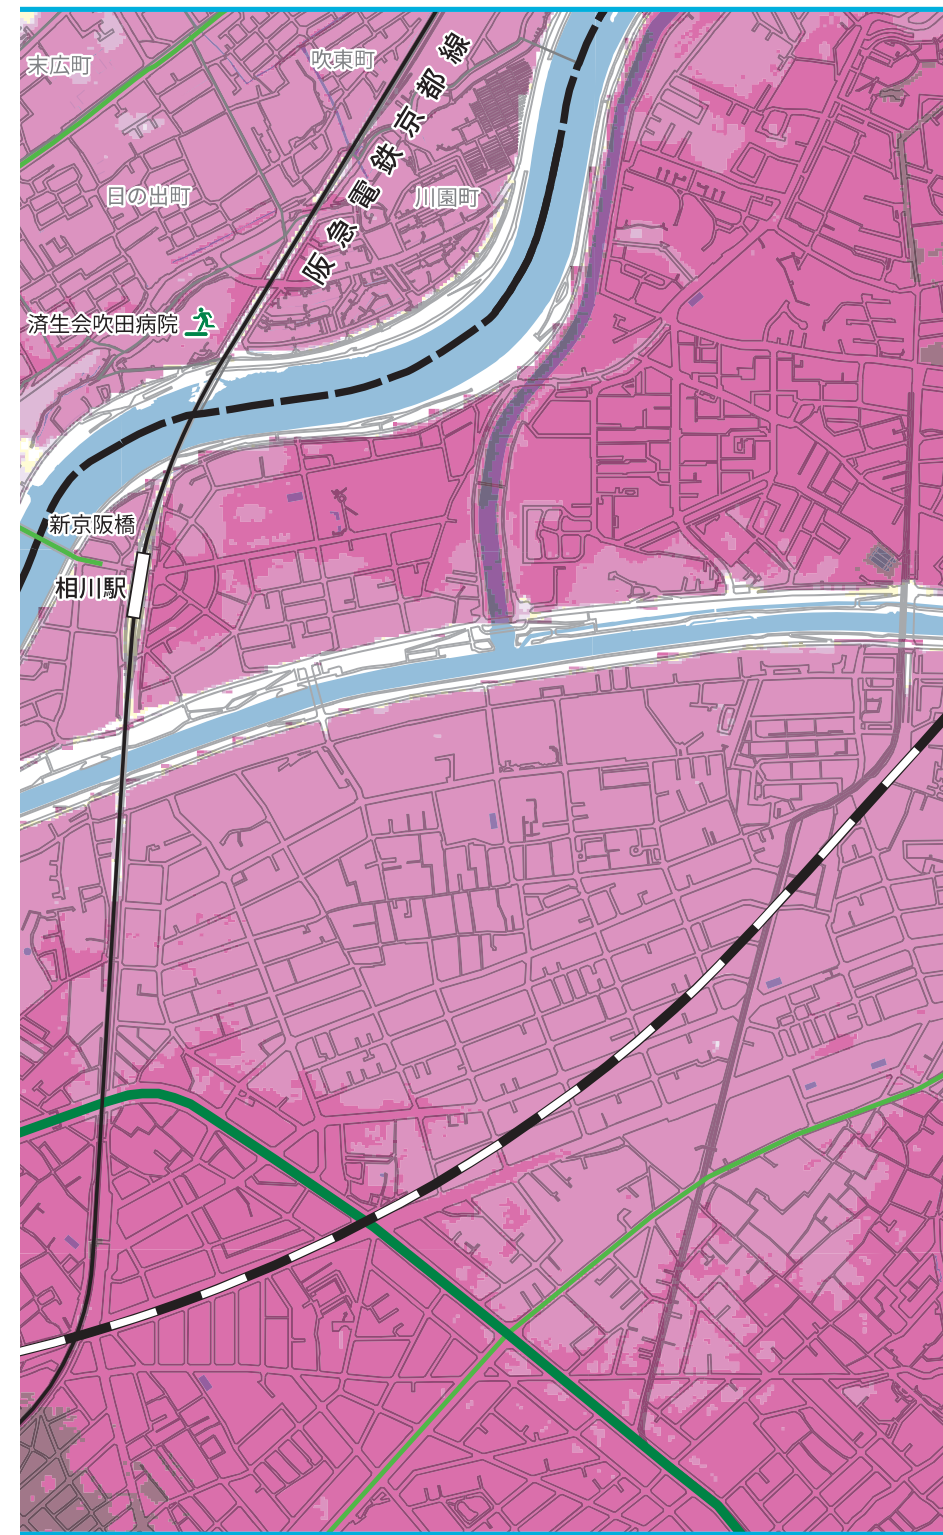 末広町
吹東町
阪急電鉄京都線
日の出町
川園町
済生会吹田病院
新京阪橋
相川駅